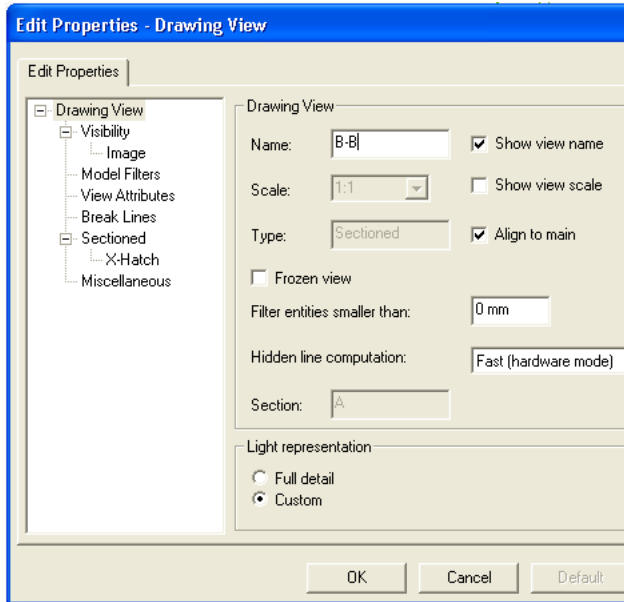 Edit Properties - Drawing View
Edit Properties
Drawing View
Visibility
Image
Model Filters
View Attributes
Break Lines
Sectioned
X-Hatch
Miscellaneous
Drawing View
Name: B-B Show view name
Scale: 1:1 Show view scale
Type: Sectioned Align to main
Frozen view
Filter entities smaller than: 0 mm
Hidden line computation: Fast (hardware mode)
Section: A
Light representation
Full detail
Custom
OK Cancel Default